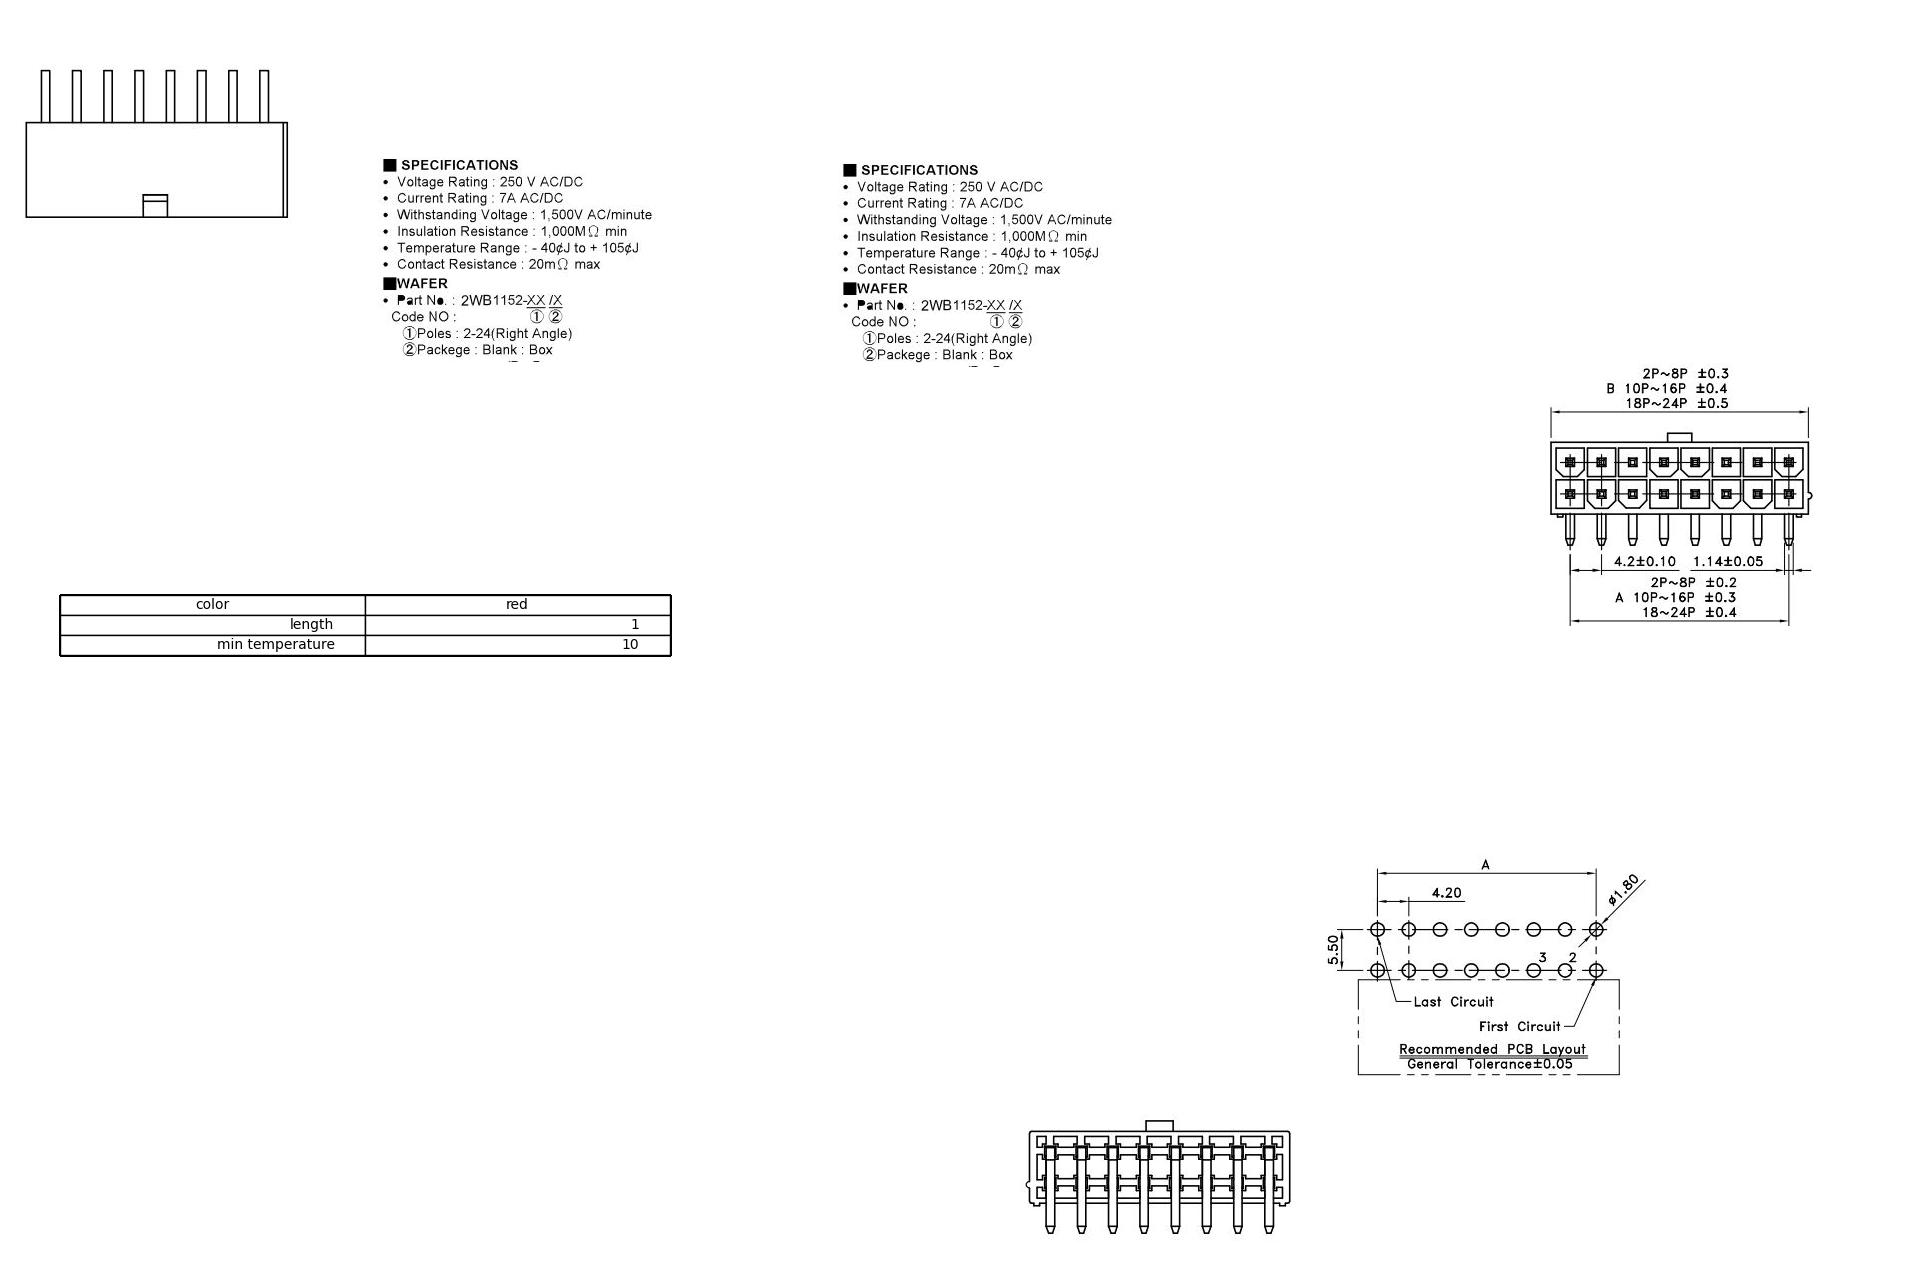 ■ SPECIFICATIONS
• Voltage Rating : 250 V AC/DC
• Current Rating : 7A AC/DC
• Withstanding Voltage : 1,500V AC/minute
• Insulation Resistance : 1,000MΩ min
• Temperature Range : - 40¢J to + 105¢J
• Contact Resistance : 20mΩ max
■WAFER
• Part No. : 2WB1152-XX /X
Code NO : ① ②
①Poles : 2-24(Right Angle)
②Packege : Blank : Box
■ SPECIFICATIONS
• Voltage Rating : 250 V AC/DC
• Current Rating : 7A AC/DC
• Withstanding Voltage : 1,500V AC/minute
• Insulation Resistance : 1,000MΩ min
• Temperature Range : - 40¢J to + 105¢J
• Contact Resistance : 20mΩ max
■WAFER
• Part No. : 2WB1152-XX /X
Code NO : ① ②
①Poles : 2-24(Right Angle)
②Packege : Blank : Box
2P~8P ±0.3
B 10P~16P ±0.4
18P~24P ±0.5
4.2±0.10 1.14±0.05
2P~8P ±0.2
A 10P~16P ±0.3
18~24P ±0.4
color red
length 1
min temperature 10
A
4.20
ø1.80
5.50
3 2
Last Circuit
First Circuit
Recommended PCB Layout
General Tolerance±0.05